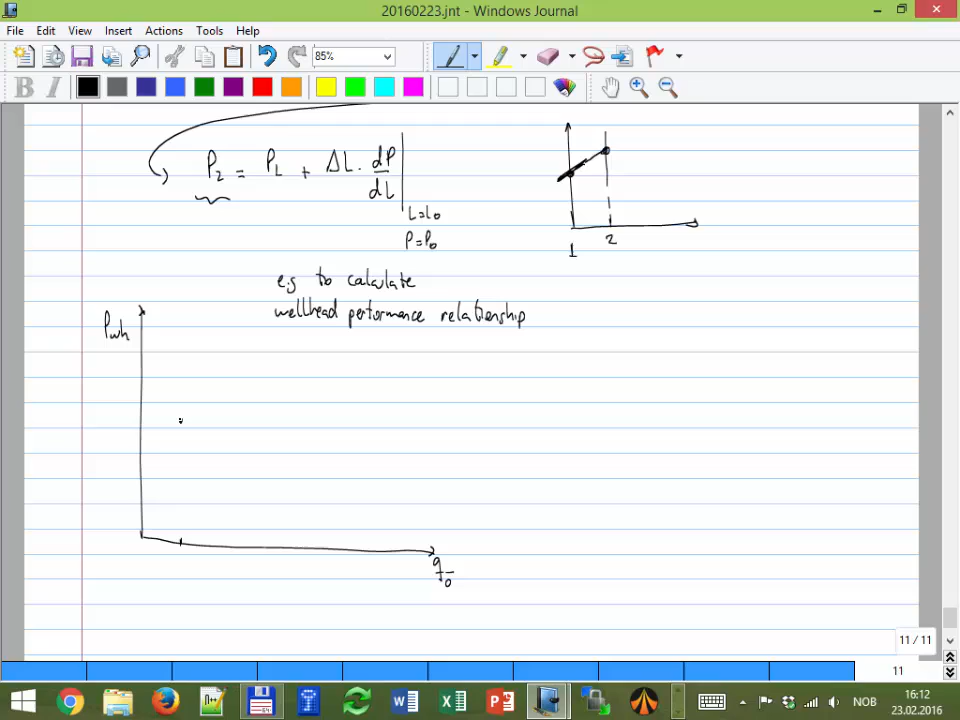 20160223.jnt - Windows Journal
File Edit View Insert Actions Tools Help
85%
B I
P2 = P1 + ΔL. dP
dL
L=L0
P=P0
1 2
e.g to calculate
wellhead performance relationship
Pwh
qo
11 / 11
11
NOB
16:12
23.02.2016